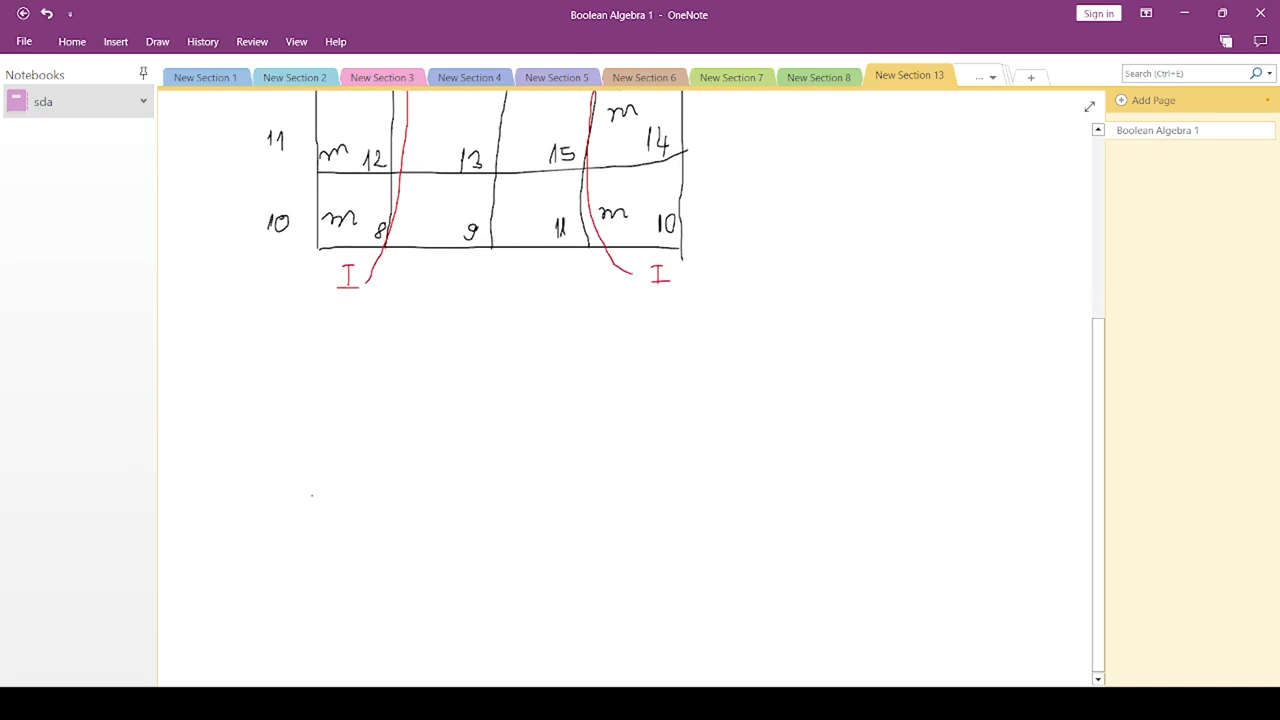 Boolean Algebra 1 - OneNote
Sign in
File Home Insert Draw History Review View Help
Notebooks
sda
New Section 1 New Section 2 New Section 3 New Section 4 New Section 5 New Section 6 New Section 7 New Section 8 New Section 13 ...
Search (Ctrl+E)
Add Page
Boolean Algebra 1
m
11 m 12 13 15 14
10 m 8 9 11 m 10
I I